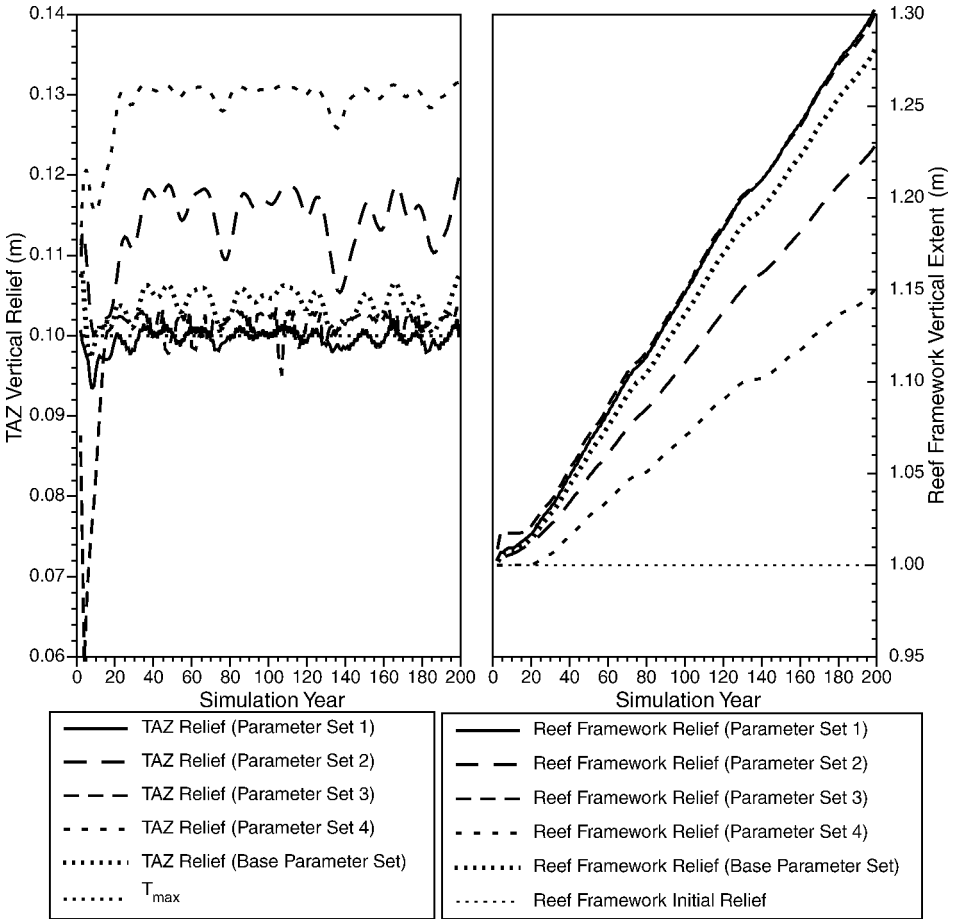 0.14
0.13
0.12
0.11
0.10
0.09
0.08
0.07
0.06
TAZ Vertical Relief (m)
0 20 40 60 80 100 120 140 160 180 200
Simulation Year
1.30
1.25
1.20
1.15
1.10
1.05
1.00
0.95
Reef Framework Vertical Extent (m)
0 20 40 60 80 100 120 140 160 180 200
Simulation Year
TAZ Relief (Parameter Set 1)
TAZ Relief (Parameter Set 2)
TAZ Relief (Parameter Set 3)
TAZ Relief (Parameter Set 4)
TAZ Relief (Base Parameter Set)
Tmax
Reef Framework Relief (Parameter Set 1)
Reef Framework Relief (Parameter Set 2)
Reef Framework Relief (Parameter Set 3)
Reef Framework Relief (Parameter Set 4)
Reef Framework Relief (Base Parameter Set)
Reef Framework Initial Relief